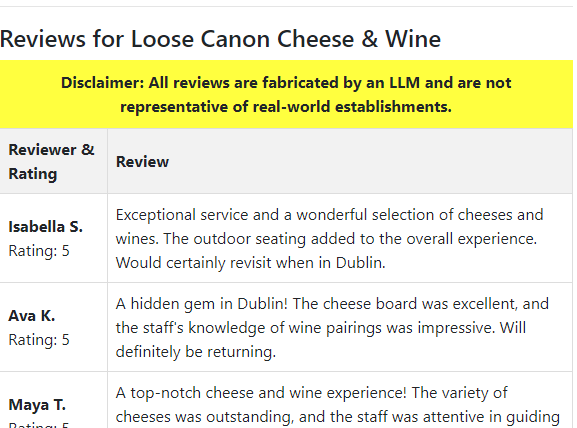 Reviews for Loose Canon Cheese & Wine
Disclaimer: All reviews are fabricated by an LLM and are not
representative of real-world establishments.
Reviewer &
Rating
Review
Isabella S.
Rating: 5
Exceptional service and a wonderful selection of cheeses and
wines. The outdoor seating added to the overall experience.
Would certainly revisit when in Dublin.
Ava K.
Rating: 5
A hidden gem in Dublin! The cheese board was excellent, and
the staff's knowledge of wine pairings was impressive. Will
definitely be returning.
Maya T.
Rating: 5
A top-notch cheese and wine experience! The variety of
cheeses was outstanding, and the staff was attentive in guiding